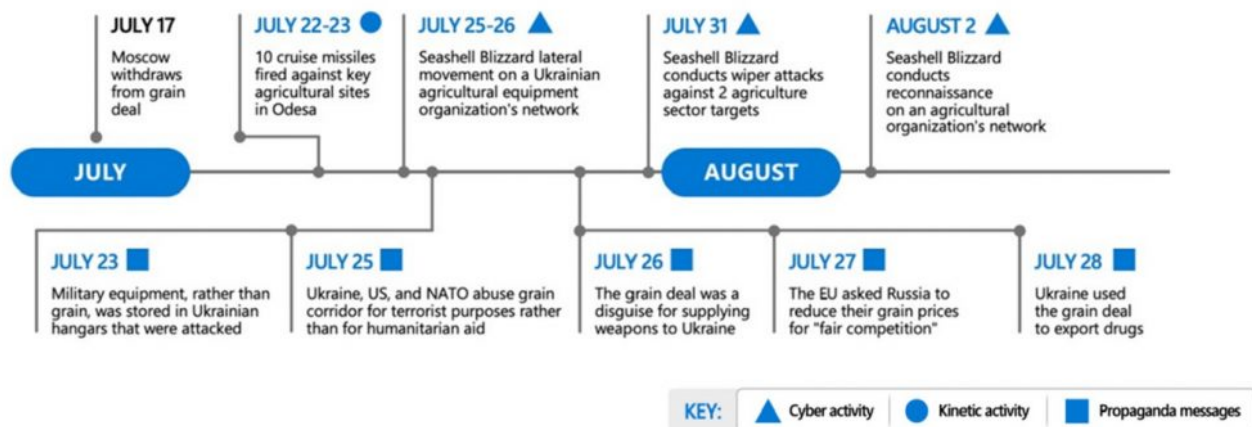 JULY 17
Moscow
withdraws
from grain
deal
JULY 22-23
10 cruise missiles
fired against key
agricultural sites
in Odesa
JULY 25-26
Seashell Blizzard lateral
movement on a Ukrainian
agricultural equipment
organization's network
JULY 31
Seashell Blizzard
conducts wiper attacks
against 2 agriculture
sector targets
AUGUST 2
Seashell Blizzard
conducts
reconnaissance
on an agricultural
organization's network
JULY
AUGUST
JULY 23
Military equipment, rather than
grain, was stored in Ukrainian
hangars that were attacked
JULY 25
Ukraine, US, and NATO abuse grain
corridor for terrorist purposes rather
than for humanitarian aid
JULY 26
The grain deal was a
disguise for supplying
weapons to Ukraine
JULY 27
The EU asked Russia to
reduce their grain prices
for "fair competition"
JULY 28
Ukraine used
the grain deal
to export drugs
KEY:
Cyber activity
Kinetic activity
Propaganda messages